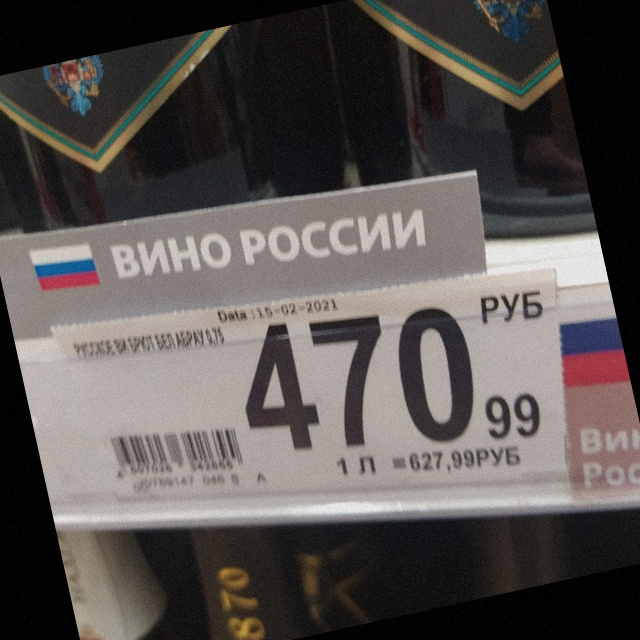 ВИНО РОССИИ
Data :15-02-2021
470
99
РУБ
1 Л =627,99РУБ
Вин
Рос
870